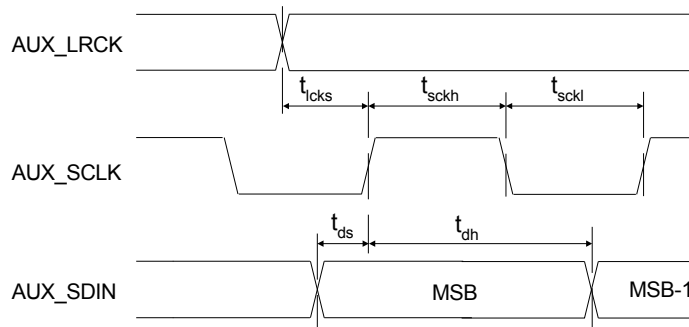 AUX_LRCK
t_lcks t_sckh t_sckl
AUX_SCLK
t_ds t_dh
AUX_SDIN MSB MSB-1